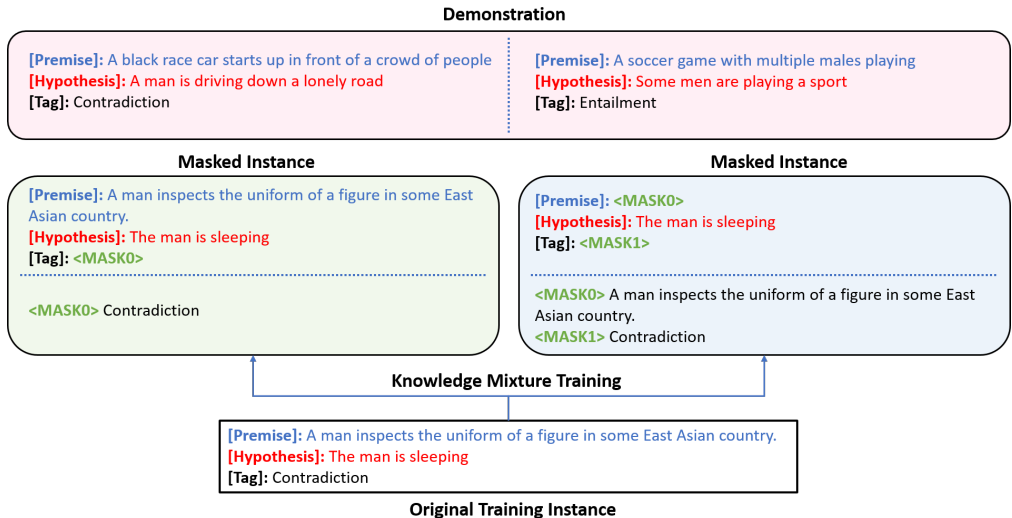 Demonstration
[Premise]: A black race car starts up in front of a crowd of people
[Hypothesis]: A man is driving down a lonely road
[Tag]: Contradiction
[Premise]: A soccer game with multiple males playing
[Hypothesis]: Some men are playing a sport
[Tag]: Entailment
Masked Instance
[Premise]: A man inspects the uniform of a figure in some East
Asian country.
[Hypothesis]: The man is sleeping
[Tag]: <MASK0>
<MASK0> Contradiction
Masked Instance
[Premise]: <MASK0>
[Hypothesis]: The man is sleeping
[Tag]: <MASK1>
<MASK0> A man inspects the uniform of a figure in some East
Asian country.
<MASK1> Contradiction
Knowledge Mixture Training
[Premise]: A man inspects the uniform of a figure in some East Asian country.
[Hypothesis]: The man is sleeping
[Tag]: Contradiction
Original Training Instance